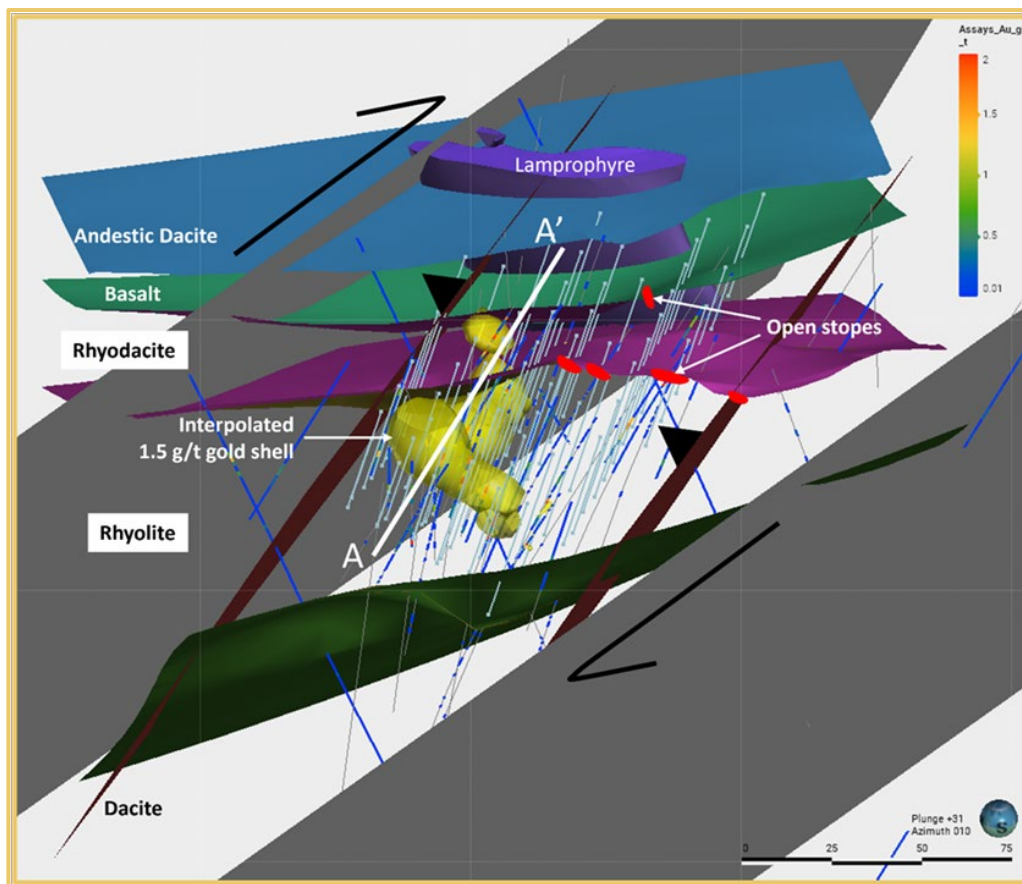 Assays_Au_g
_t
2
1.5
1
0.5
0.01
Lamprophyre
Andestic Dacite
A'
Basalt
Open stopes
Rhyodacite
Interpolated
1.5 g/t gold shell
Rhyolite
A
Dacite
Plunge +31
Azimuth 010
S
0 25 50 75